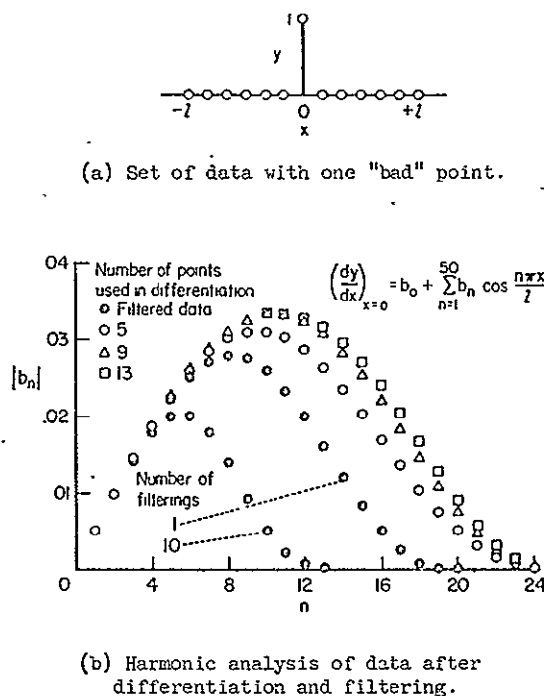 1
y
-l 0 +l
x
(a) Set of data with one "bad" point.
.04
Number of points
used in differentiation
Filtered data
5
9
13
(dy/dx)x=0 = bo + 50∑n=1 bn cos nπx/l
.03
|bn|
.02
.01
Number of
filterings
1
10
0 4 8 12 16 20 24
n
(b) Harmonic analysis of data after
differentiation and filtering.